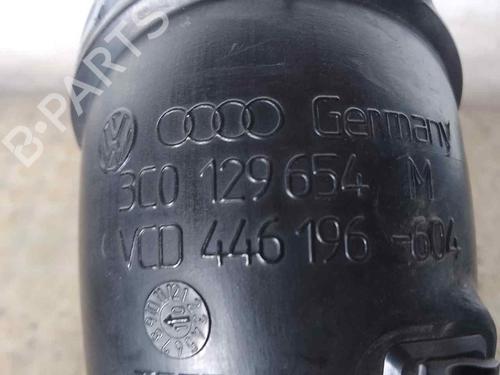 B-PARTS
Germany
3C0 129 654 M
VCD 446 196 -604